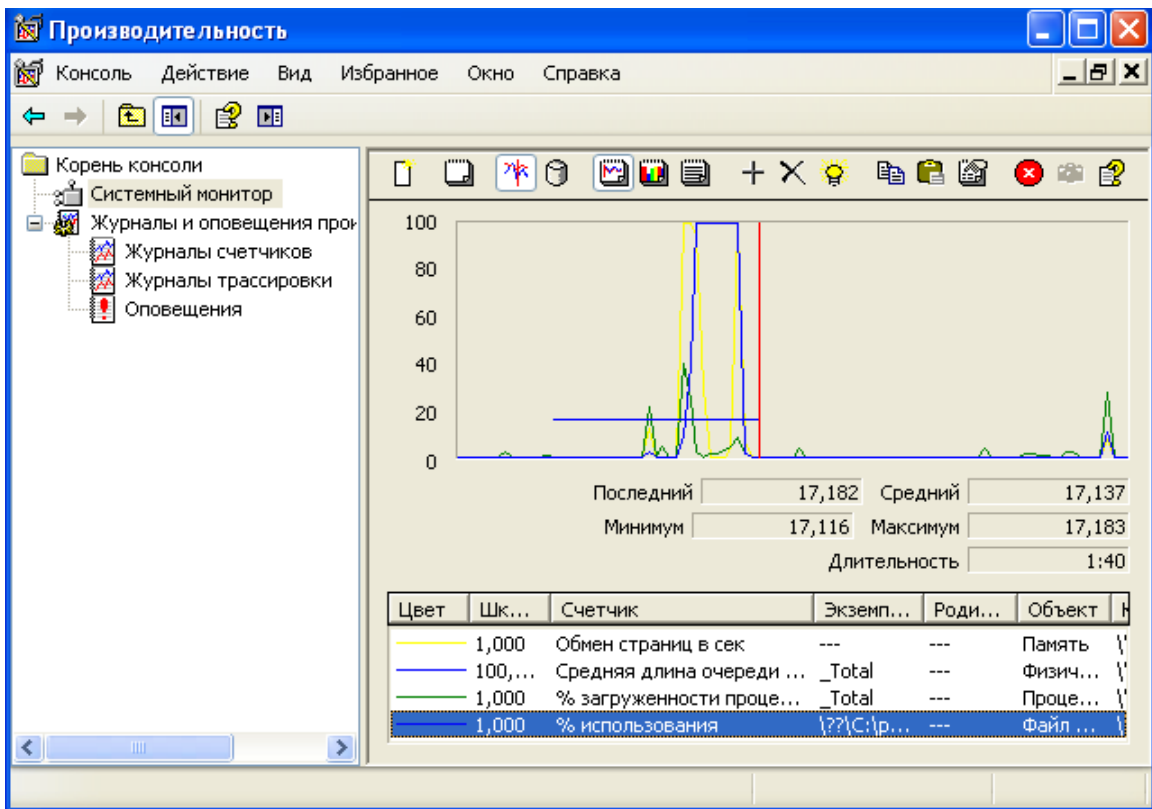 Производительность
Консоль Действие Вид Избранное Окно Справка
Корень консоли
Системный монитор
Журналы и оповещения прои
Журналы счетчиков
Журналы трассировки
Оповещения
100
80
60
40
20
0
Последний 17,182 Средний 17,137
Минимум 17,116 Максимум 17,183
Длительность 1:40
Цвет Шк... Счетчик Экземп... Роди... Объект
1,000 Обмен страниц в сек --- --- Память \
100,... Средняя длина очереди ... _Total --- Физич... \
1,000 % загруженности проце... _Total --- Проце... \
1,000 % использования \??\C:\p... --- Файл ... \